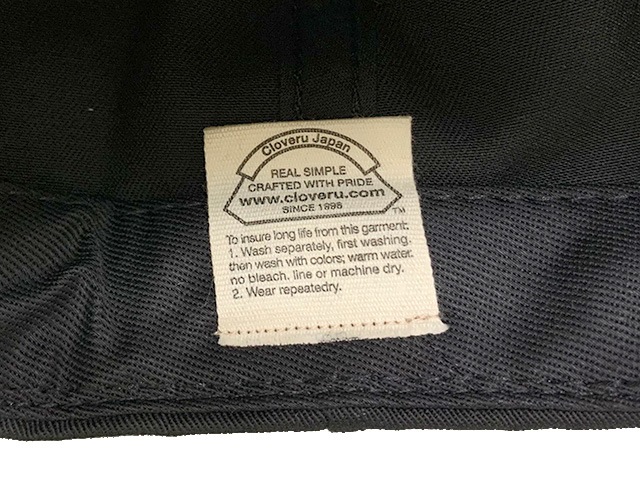 Cloveru Japan
REAL SIMPLE
CRAFTED WITH PRIDE
www.cloveru.com
SINCE 1998
TM
To insure long life from this garment:
1. Wash separately, first washing,
then wash with colors; warm water.
no bleach. line or machine dry.
2. Wear repeatedry.